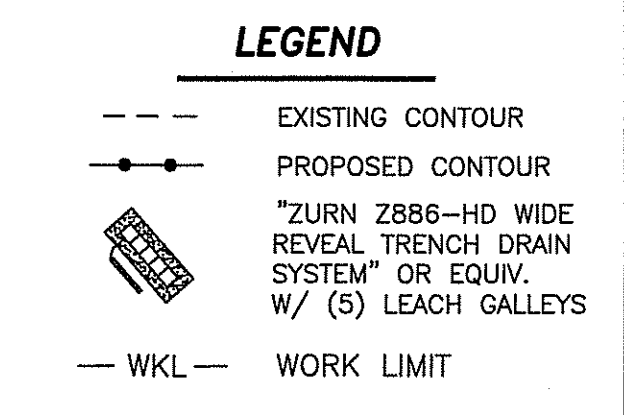 LEGEND
EXISTING CONTOUR
PROPOSED CONTOUR
"ZURN Z886-HD WIDE
REVEAL TRENCH DRAIN
SYSTEM" OR EQUIV.
W/ (5) LEACH GALLEYS
— WKL — WORK LIMIT